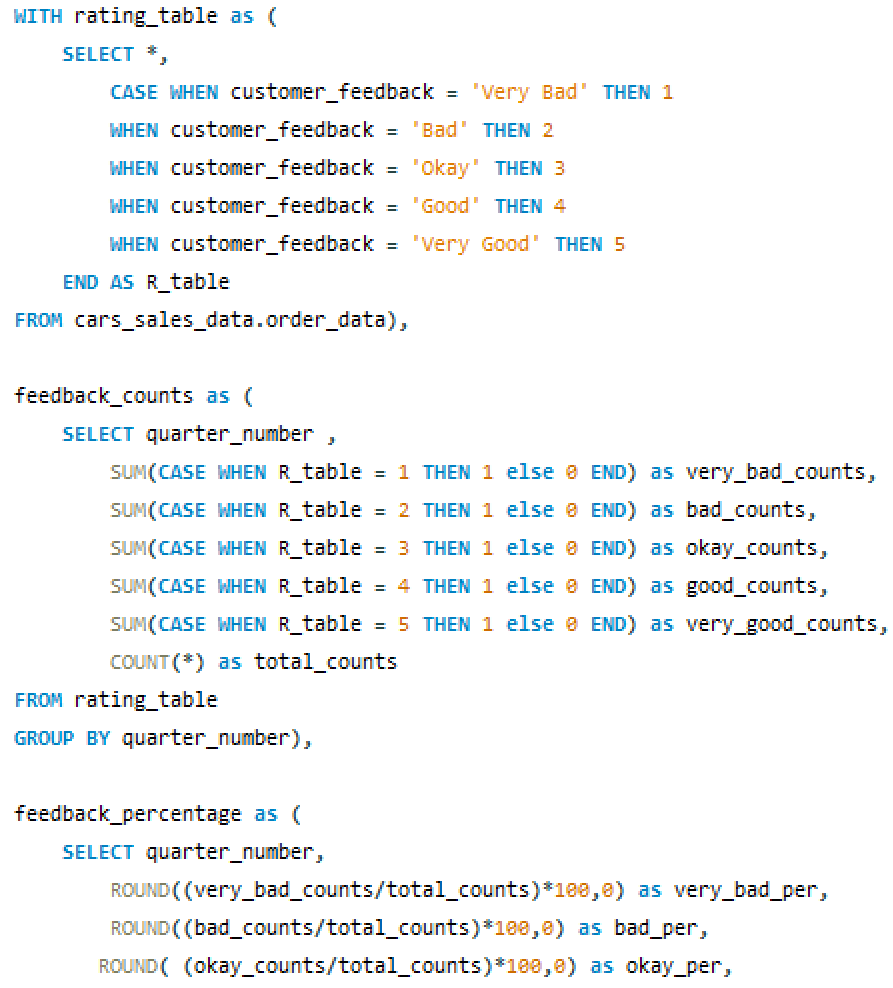 WITH rating_table as (
SELECT *,
CASE WHEN customer_feedback = 'Very Bad' THEN 1
WHEN customer_feedback = 'Bad' THEN 2
WHEN customer_feedback = 'Okay' THEN 3
WHEN customer_feedback = 'Good' THEN 4
WHEN customer_feedback = 'Very Good' THEN 5
END AS R_table
FROM cars_sales_data.order_data),
feedback_counts as (
SELECT quarter_number ,
SUM(CASE WHEN R_table = 1 THEN 1 else 0 END) as very_bad_counts,
SUM(CASE WHEN R_table = 2 THEN 1 else 0 END) as bad_counts,
SUM(CASE WHEN R_table = 3 THEN 1 else 0 END) as okay_counts,
SUM(CASE WHEN R_table = 4 THEN 1 else 0 END) as good_counts,
SUM(CASE WHEN R_table = 5 THEN 1 else 0 END) as very_good_counts,
COUNT(*) as total_counts
FROM rating_table
GROUP BY quarter_number),
feedback_percentage as (
SELECT quarter_number,
ROUND((very_bad_counts/total_counts)*100,0) as very_bad_per,
ROUND((bad_counts/total_counts)*100,0) as bad_per,
ROUND( (okay_counts/total_counts)*100,0) as okay_per,